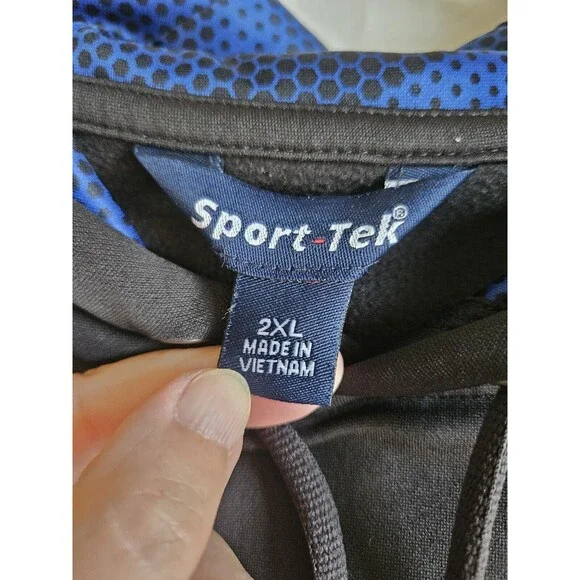 Sport-Tek®
2XL
MADE IN
VIETNAM